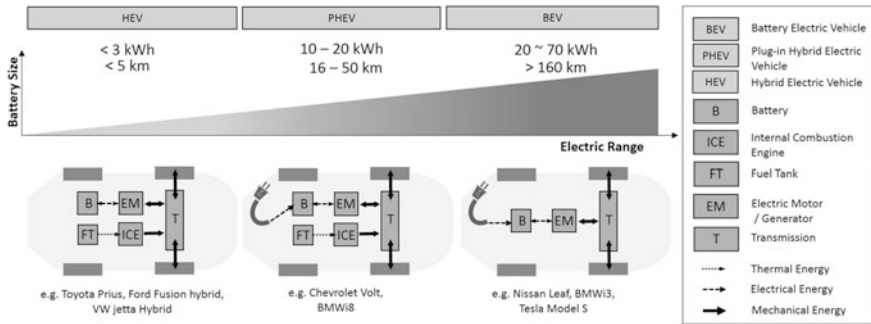 HEV
PHEV
BEV
< 3 kWh
< 5 km
10 – 20 kWh
16 – 50 km
20 ~ 70 kWh
> 160 km
Battery Size
Electric Range
B
EM
T
FT
ICE
B
EM
T
FT
ICE
B
EM
T
e.g. Toyota Prius, Ford Fusion hybrid,
VW jetta Hybrid
e.g. Chevrolet Volt,
BMWi8
e.g. Nissan Leaf, BMWi3,
Tesla Model S
BEV Battery Electric Vehicle
PHEV Plug-in Hybrid Electric
Vehicle
HEV Hybrid Electric Vehicle
B Battery
ICE Internal Combustion
Engine
FT Fuel Tank
EM Electric Motor
/ Generator
T Transmission
Thermal Energy
Electrical Energy
Mechanical Energy